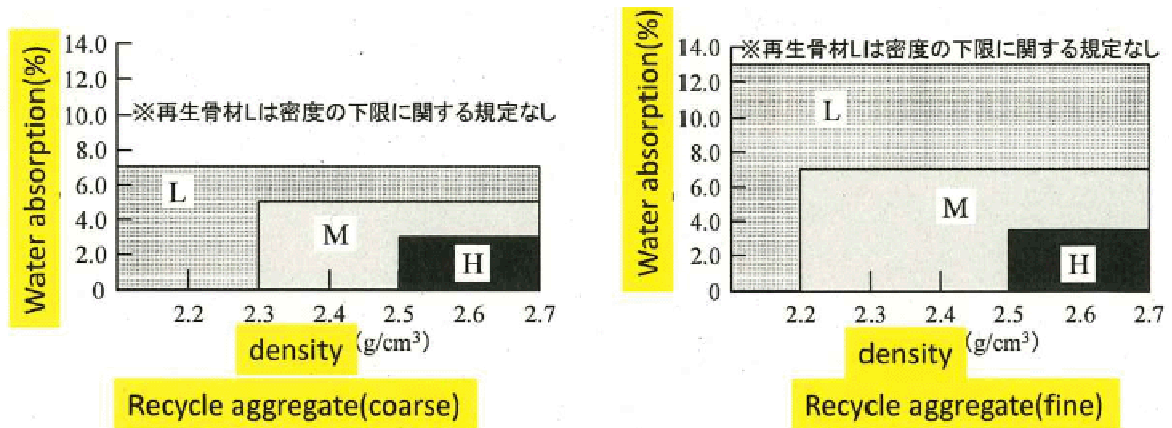 Water absorption(%)
14.0
12.0
10.0
8.0
6.0
4.0
2.0
0
※再生骨材Lは密度の下限に関する規定なし
L
M
H
2.2 2.3 2.4 2.5 2.6 2.7
(g/cm³)
density
Recycle aggregate(coarse)
Water absorption(%)
14.0
12.0
10.0
8.0
6.0
4.0
2.0
0
※再生骨材Lは密度の下限に関する規定なし
L
M
H
2.2 2.3 2.4 2.5 2.6 2.7
(g/cm³)
density
Recycle aggregate(fine)